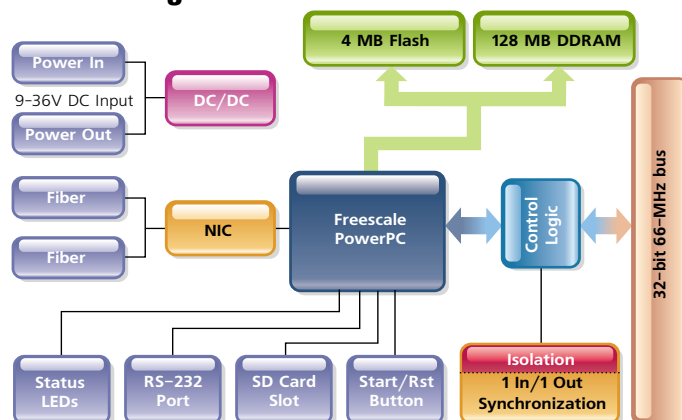 4 MB Flash
128 MB DDRAM
Power In
9-36V DC Input
DC/DC
Power Out
Fiber
Fiber
NIC
Freescale
PowerPC
Control
Logic
32-bit 66-MHz bus
Status
LEDs
RS-232
Port
SD Card
Slot
Start/Rst
Button
Isolation
1 In/1 Out
Synchronization